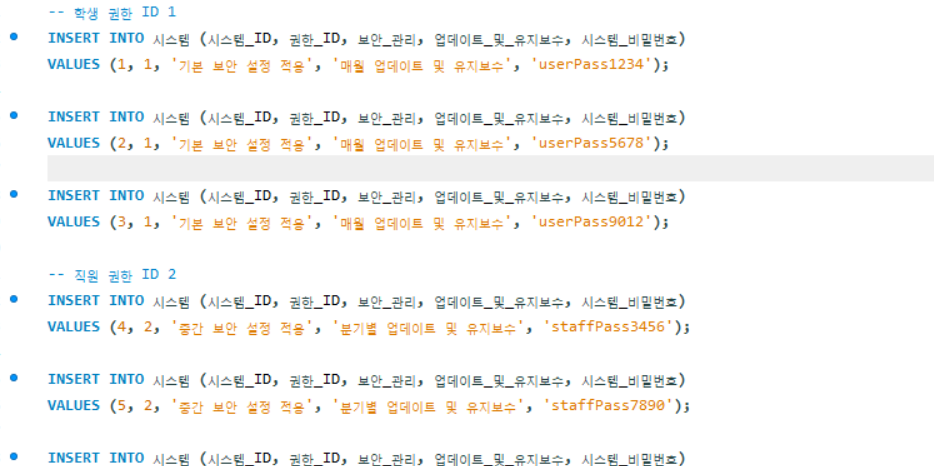 -- 학생 권한 ID 1
INSERT INTO 시스템 (시스템_ID, 권한_ID, 보안_관리, 업데이트_및_유지보수, 시스템_비밀번호)
VALUES (1, 1, '기본 보안 설정 적용', '매월 업데이트 및 유지보수', 'userPass1234');
INSERT INTO 시스템 (시스템_ID, 권한_ID, 보안_관리, 업데이트_및_유지보수, 시스템_비밀번호)
VALUES (2, 1, '기본 보안 설정 적용', '매월 업데이트 및 유지보수', 'userPass5678');
INSERT INTO 시스템 (시스템_ID, 권한_ID, 보안_관리, 업데이트_및_유지보수, 시스템_비밀번호)
VALUES (3, 1, '기본 보안 설정 적용', '매월 업데이트 및 유지보수', 'userPass9012');
-- 직원 권한 ID 2
INSERT INTO 시스템 (시스템_ID, 권한_ID, 보안_관리, 업데이트_및_유지보수, 시스템_비밀번호)
VALUES (4, 2, '중간 보안 설정 적용', '분기별 업데이트 및 유지보수', 'staffPass3456');
INSERT INTO 시스템 (시스템_ID, 권한_ID, 보안_관리, 업데이트_및_유지보수, 시스템_비밀번호)
VALUES (5, 2, '중간 보안 설정 적용', '분기별 업데이트 및 유지보수', 'staffPass7890');
INSERT INTO 시스템 (시스템_ID, 권한_ID, 보안_관리, 업데이트_및_유지보수, 시스템_비밀번호)